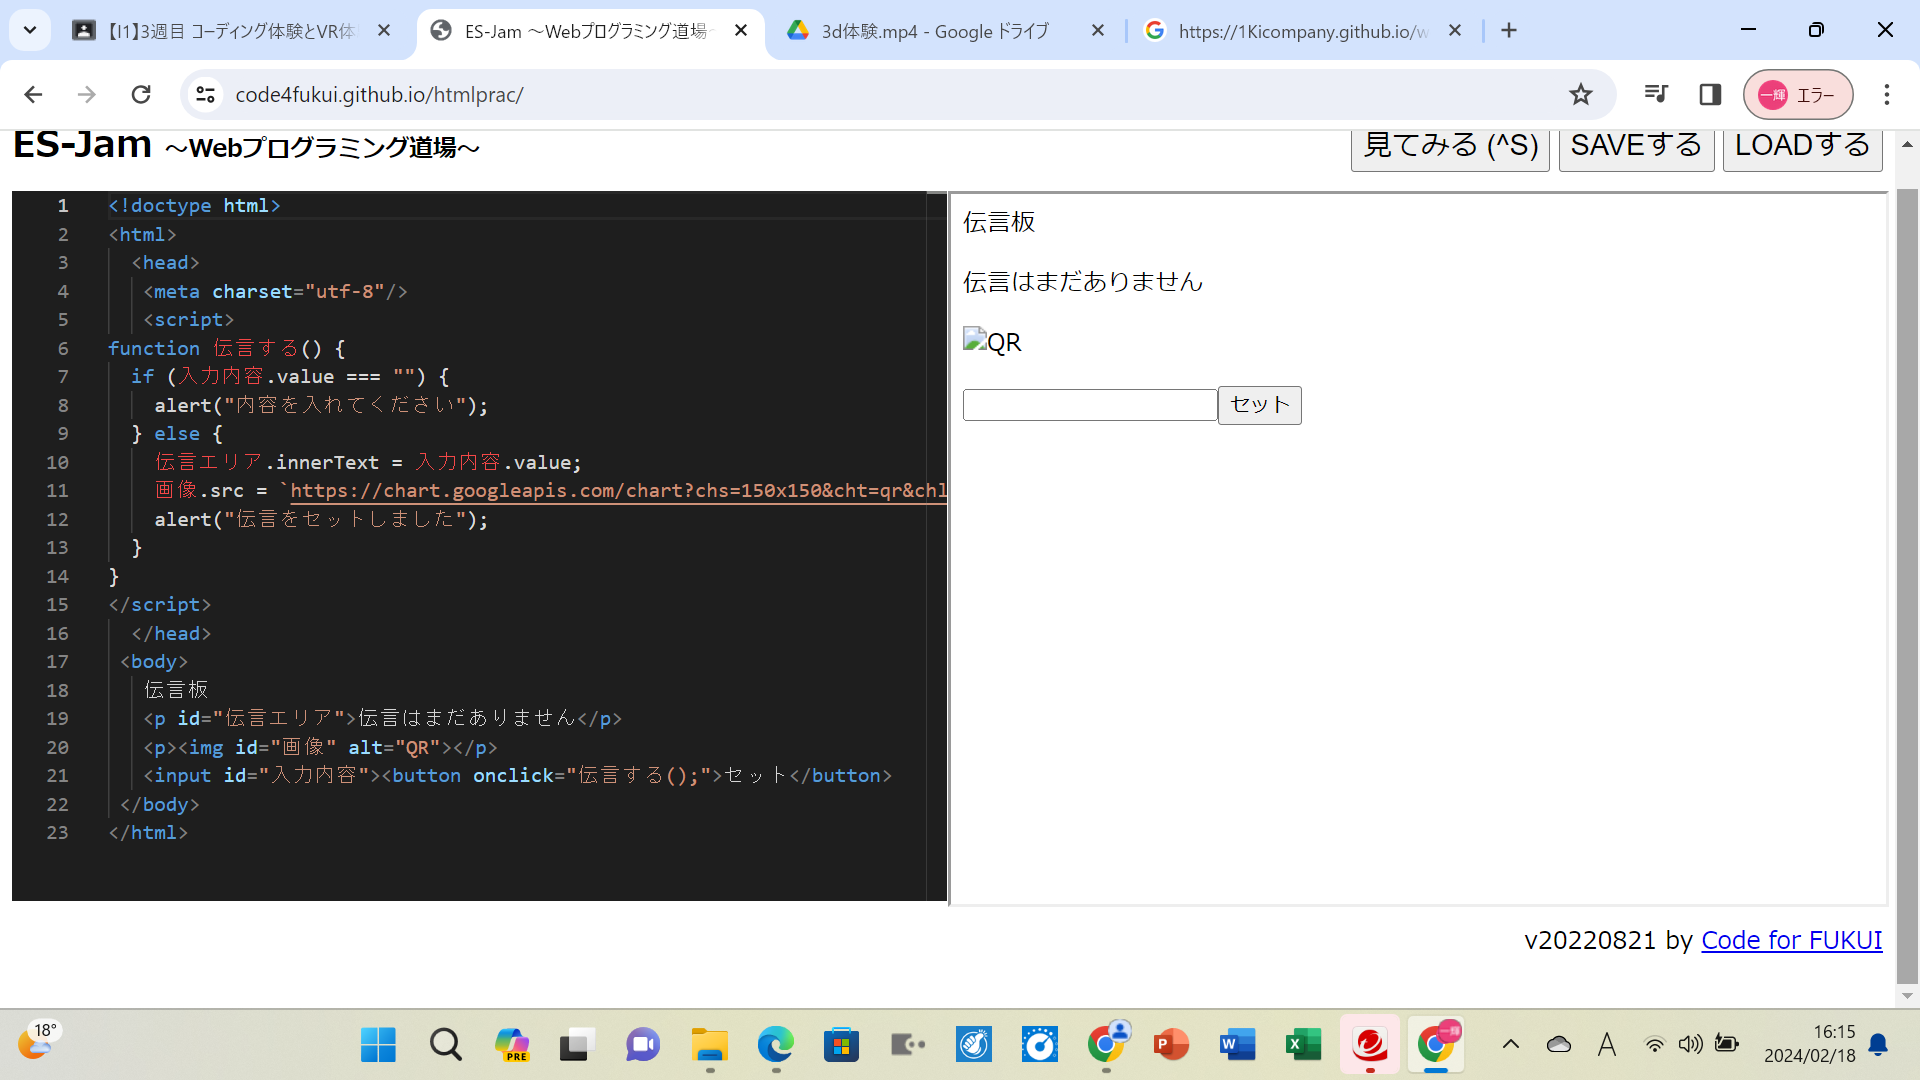 【I1】3週目 コーディング体験とVR体
ES-Jam ～Webプログラミング道場～
3d体験.mp4 - Google ドライブ
https://1Kicompany.github.io/w
code4fukui.github.io/htmlprac/
一輝 エラー
ES-Jam ～Webプログラミング道場～
見てみる (^S) SAVEする LOADする
1 <!doctype html>
2 <html>
3 <head>
4 <meta charset="utf-8"/>
5 <script>
6 function 伝言する() {
7 if (入力内容.value === "") {
8 alert("内容を入れてください");
9 } else {
10 伝言エリア.innerText = 入力内容.value;
11 画像.src = `https://chart.googleapis.com/chart?chs=150x150&cht=qr&chl
12 alert("伝言をセットしました");
13 }
14 }
15 </script>
16 </head>
17 <body>
18 伝言板
19 <p id="伝言エリア">伝言はまだありません</p>
20 <p><img id="画像" alt="QR"></p>
21 <input id="入力内容"><button onclick="伝言する();">セット</button>
22 </body>
23 </html>
伝言板
伝言はまだありません
QR
セット
v20220821 by Code for FUKUI
18°
PRE
P
W
X
一輝
A
16:15
2024/02/18